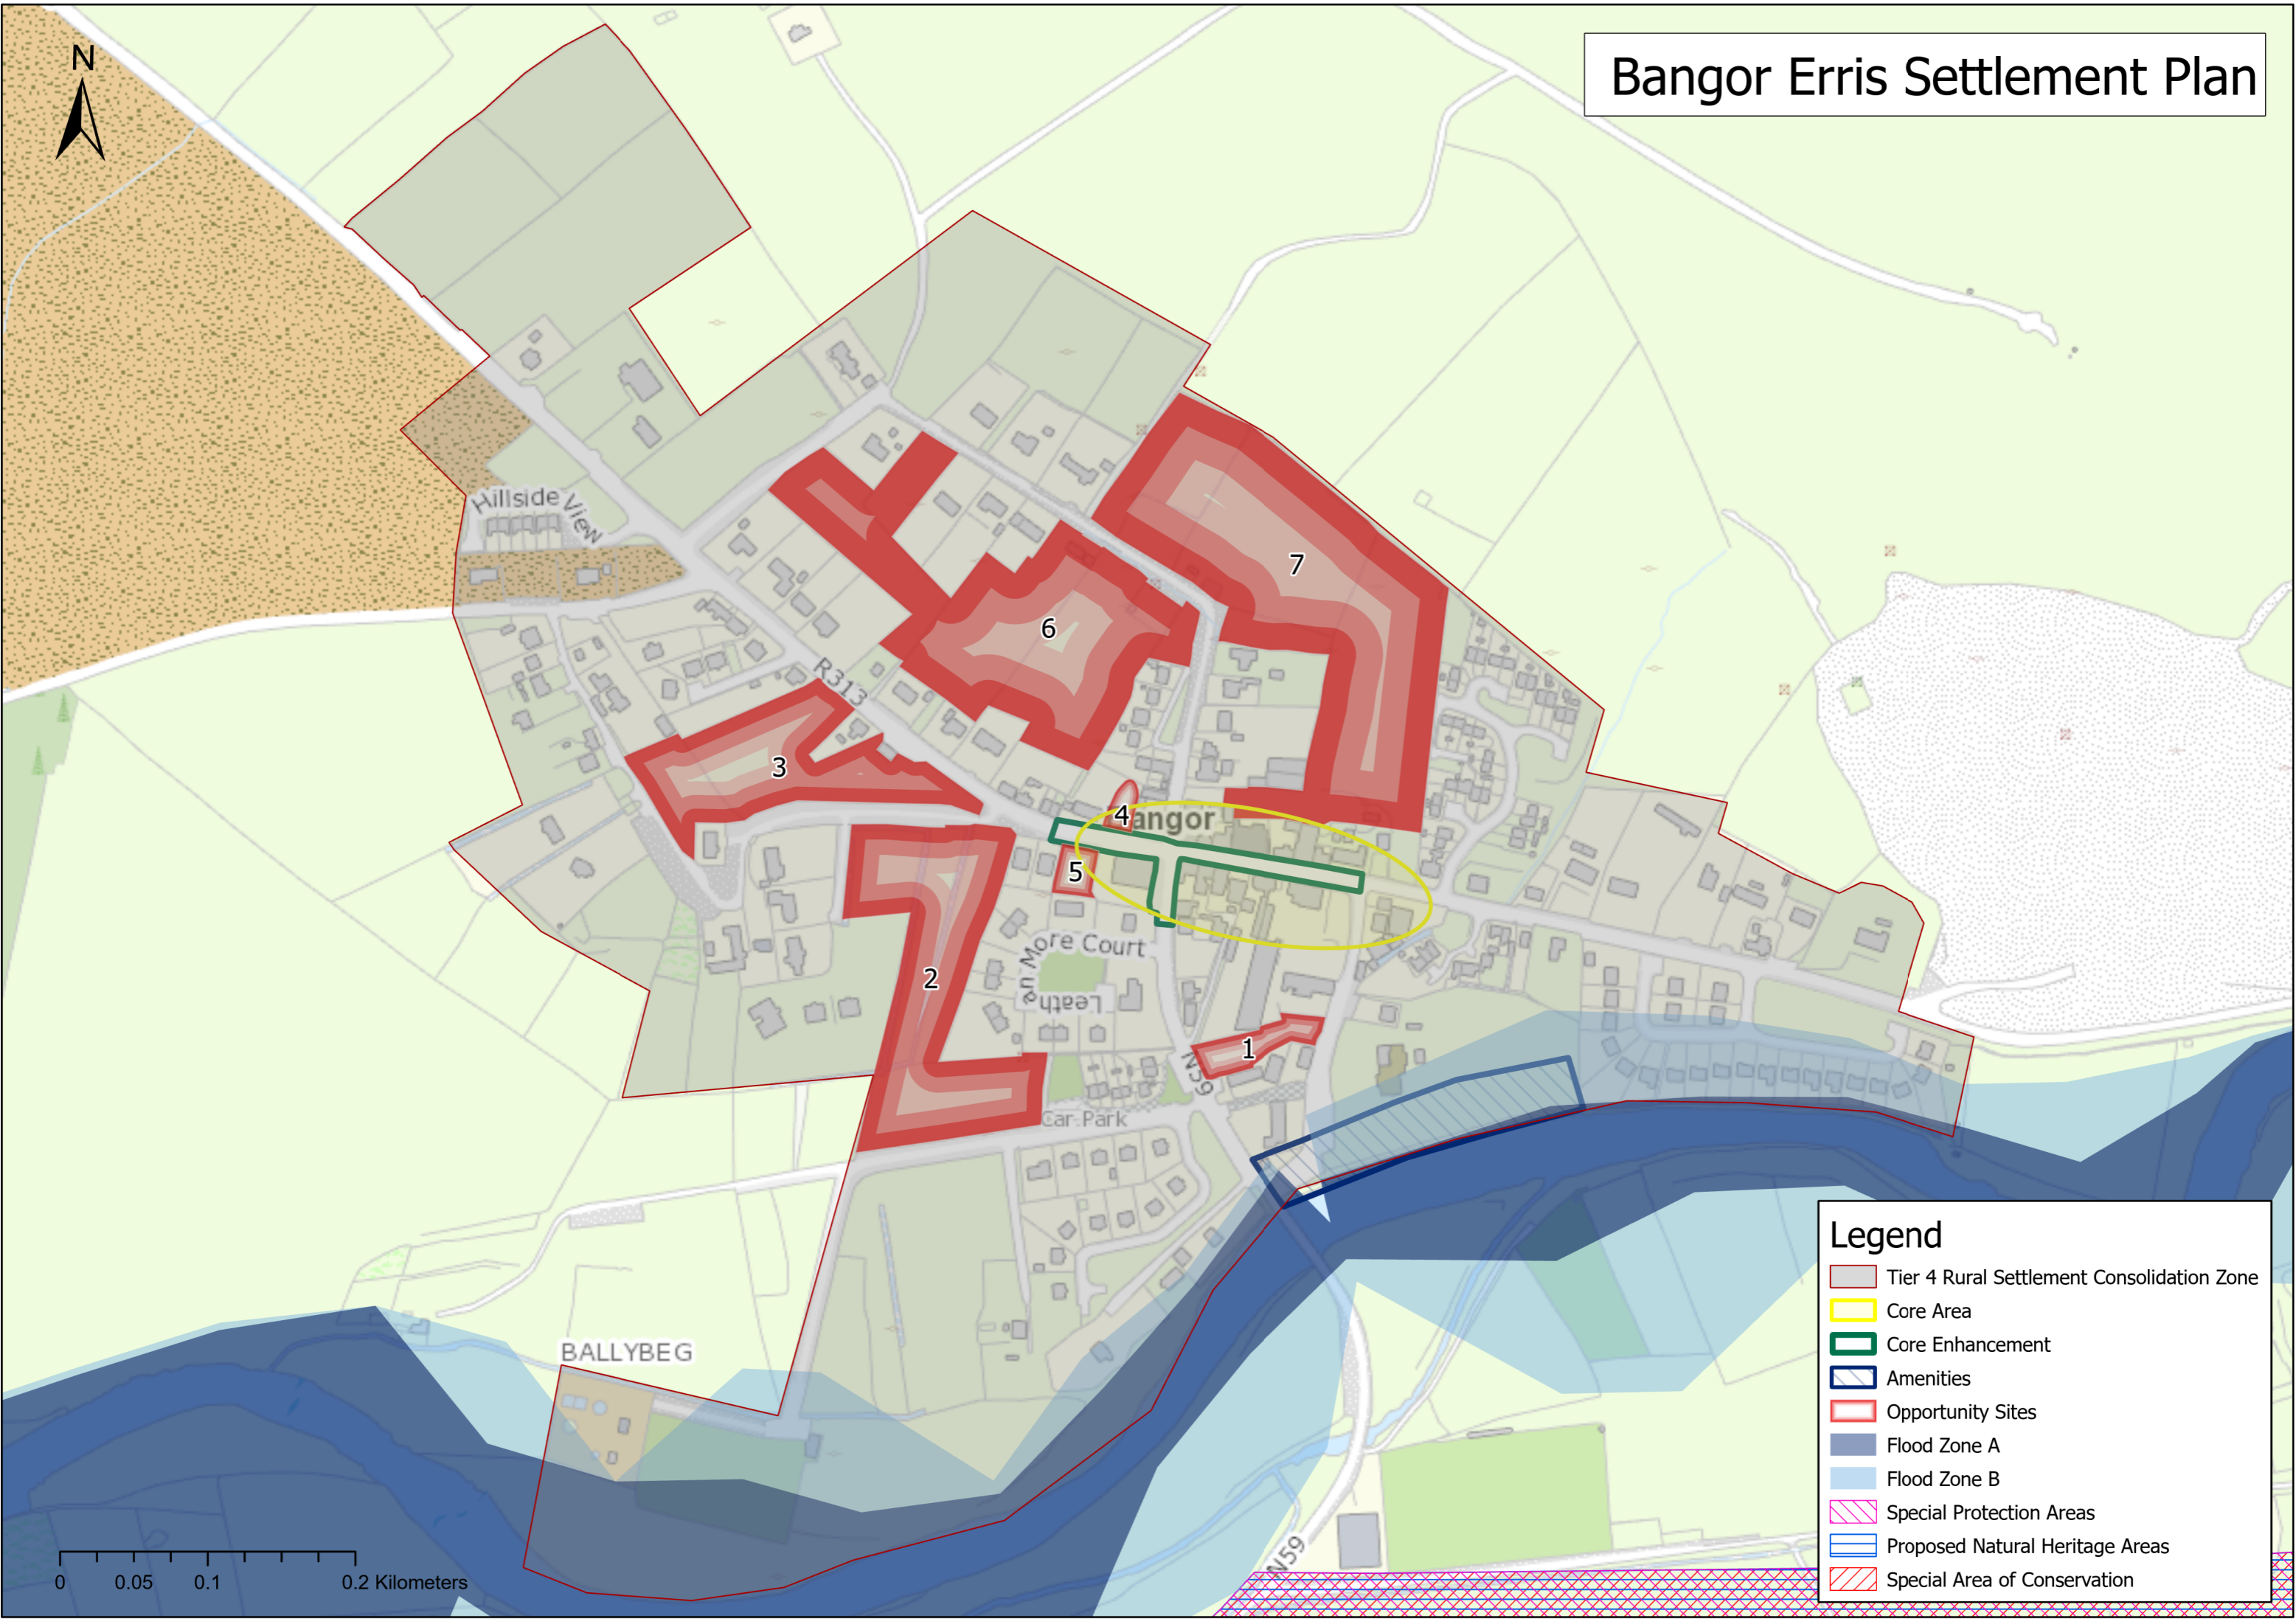 N
Bangor Erris Settlement Plan
Hillside View
7
6
R313
3
4
Bangor
5
Leath Mue More Court
2
1
N59
Car Park
BALLYBEG
N59
0 0.05 0.1 0.2 Kilometers
Legend
Tier 4 Rural Settlement Consolidation Zone
Core Area
Core Enhancement
Amenities
Opportunity Sites
Flood Zone A
Flood Zone B
Special Protection Areas
Proposed Natural Heritage Areas
Special Area of Conservation